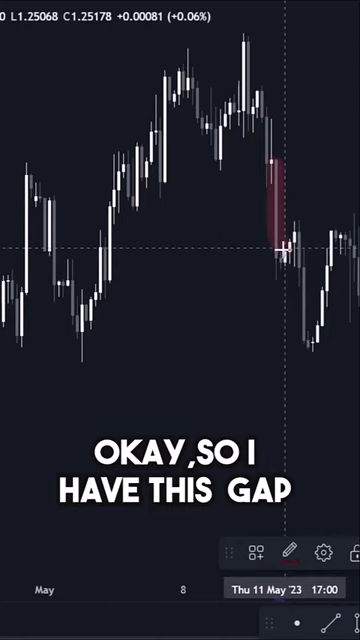 0 L1.25068 C1.25178 +0.00081 (+0.06%)
OKAY,SO I
HAVE THIS GAP
May 8 Thu 11 May '23 17:00